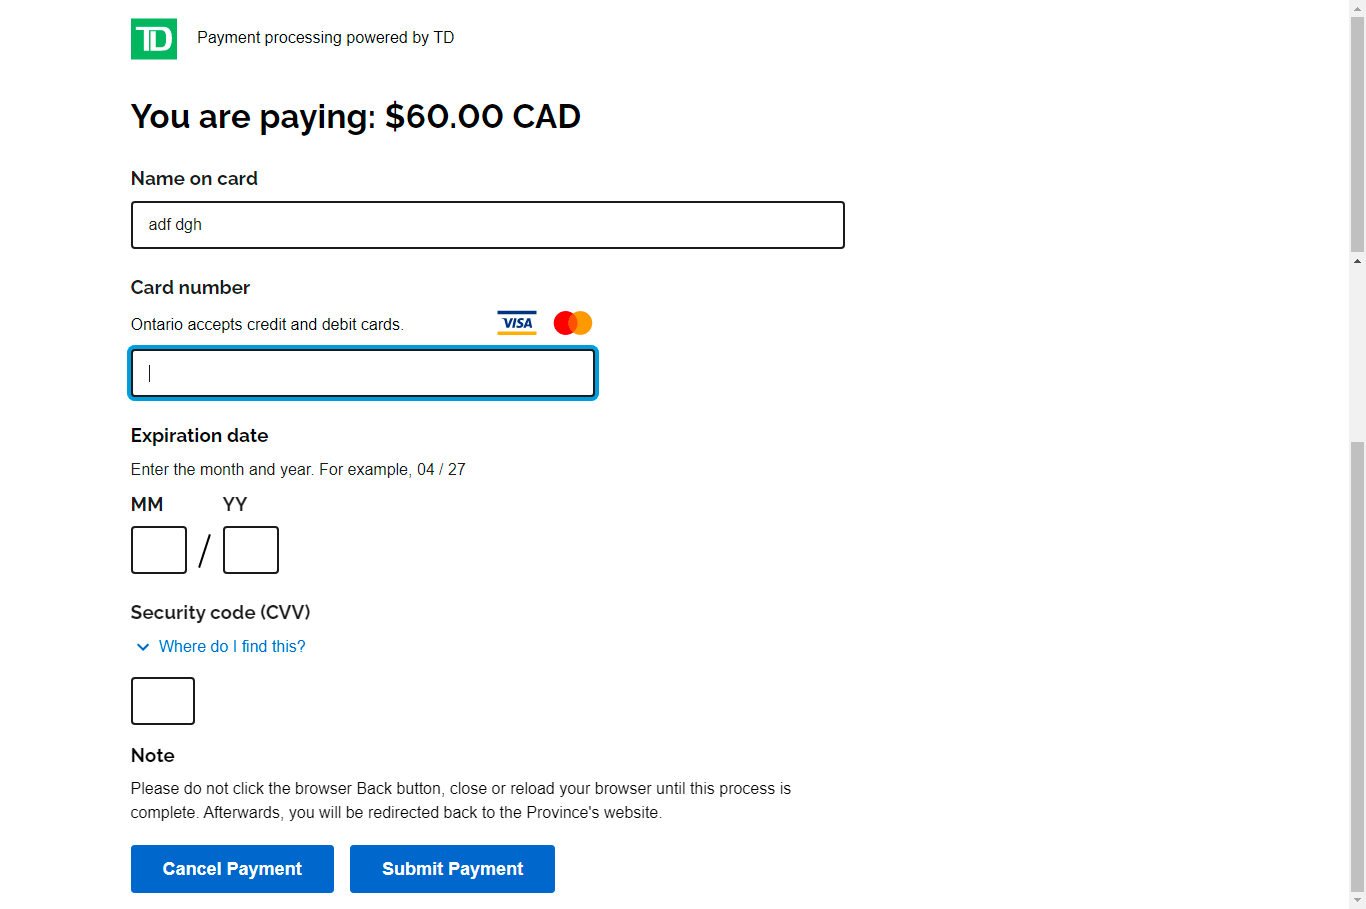 TD Payment processing powered by TD
You are paying: $60.00 CAD
Name on card
adf dgh
Card number
Ontario accepts credit and debit cards. VISA
Expiration date
Enter the month and year. For example, 04 / 27
MM YY
/
Security code (CVV)
Where do I find this?
Note
Please do not click the browser Back button, close or reload your browser until this process is
complete. Afterwards, you will be redirected back to the Province's website.
Cancel Payment Submit Payment